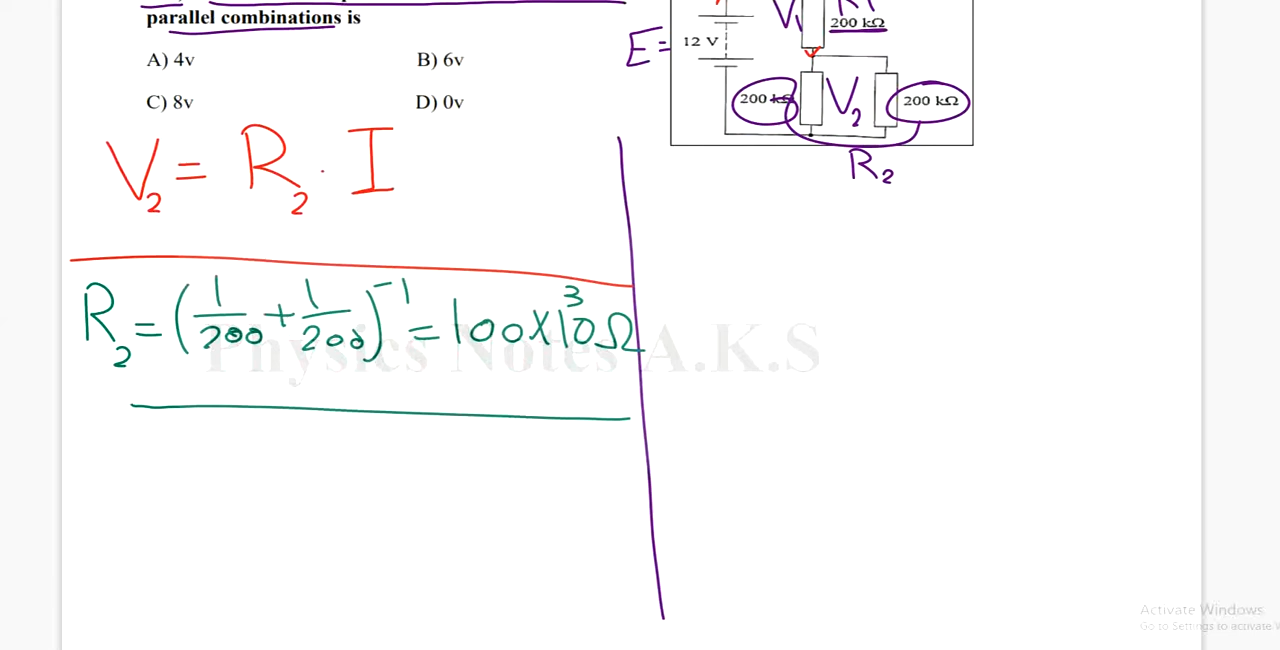 parallel combinations is
A) 4v
B) 6v
C) 8v
D) 0v
E=
12 V
V1
200 kΩ
200 kΩ
V2
200 kΩ
R2
V2 = R2 . I
R2 = (1/200 + 1/200)^-1 = 100×10^3 Ω
Physics Notes A.K.S
Activate Windows
Go to Settings to activate